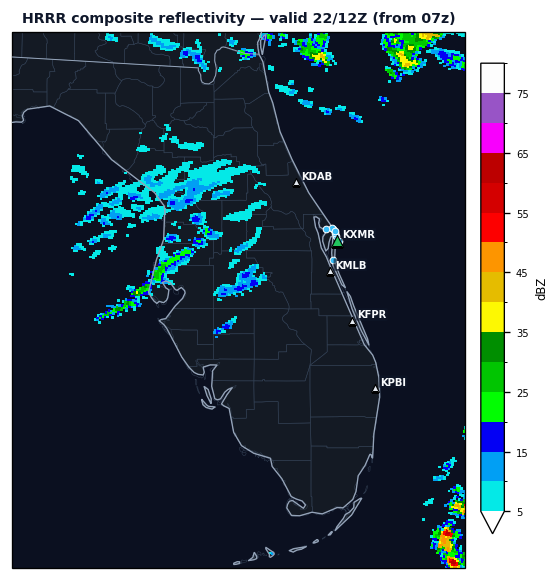 HRRR composite reflectivity — valid 22/12Z (from 07z)
KDAB
KXMR
KMLB
KFPR
KPBI
75
65
55
45
35
25
15
5
dBZ